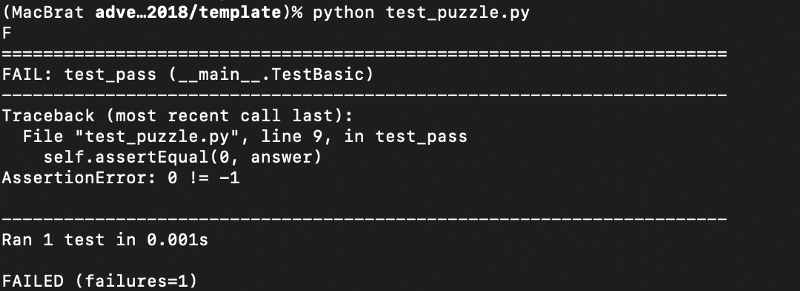 (MacBrat adve…2018/template)% python test_puzzle.py
F
======================================================================
FAIL: test_pass (__main__.TestBasic)
----------------------------------------------------------------------
Traceback (most recent call last):
  File "test_puzzle.py", line 9, in test_pass
    self.assertEqual(0, answer)
AssertionError: 0 != -1

----------------------------------------------------------------------
Ran 1 test in 0.001s

FAILED (failures=1)